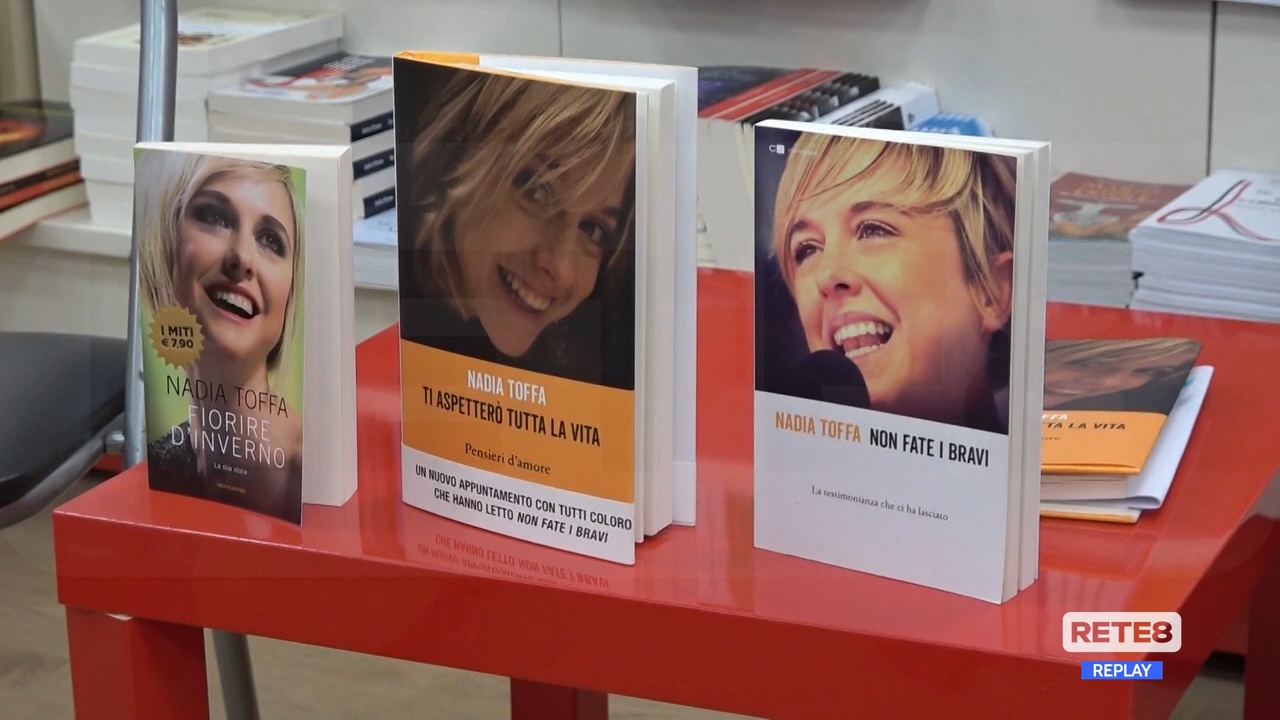 I MITI
€ 7,90
NADIA TOFFA
FIORIRE
D'INVERNO
La mia storia
MONDADORI
NADIA TOFFA
TI ASPETTERÒ TUTTA LA VITA
Pensieri d'amore
UN NUOVO APPUNTAMENTO CON TUTTI COLORO
CHE HANNO LETTO NON FATE I BRAVI
NADIA TOFFA NON FATE I BRAVI
La testimonianza che ci ha lasciato
TTA LA VITA
RETE8
REPLAY